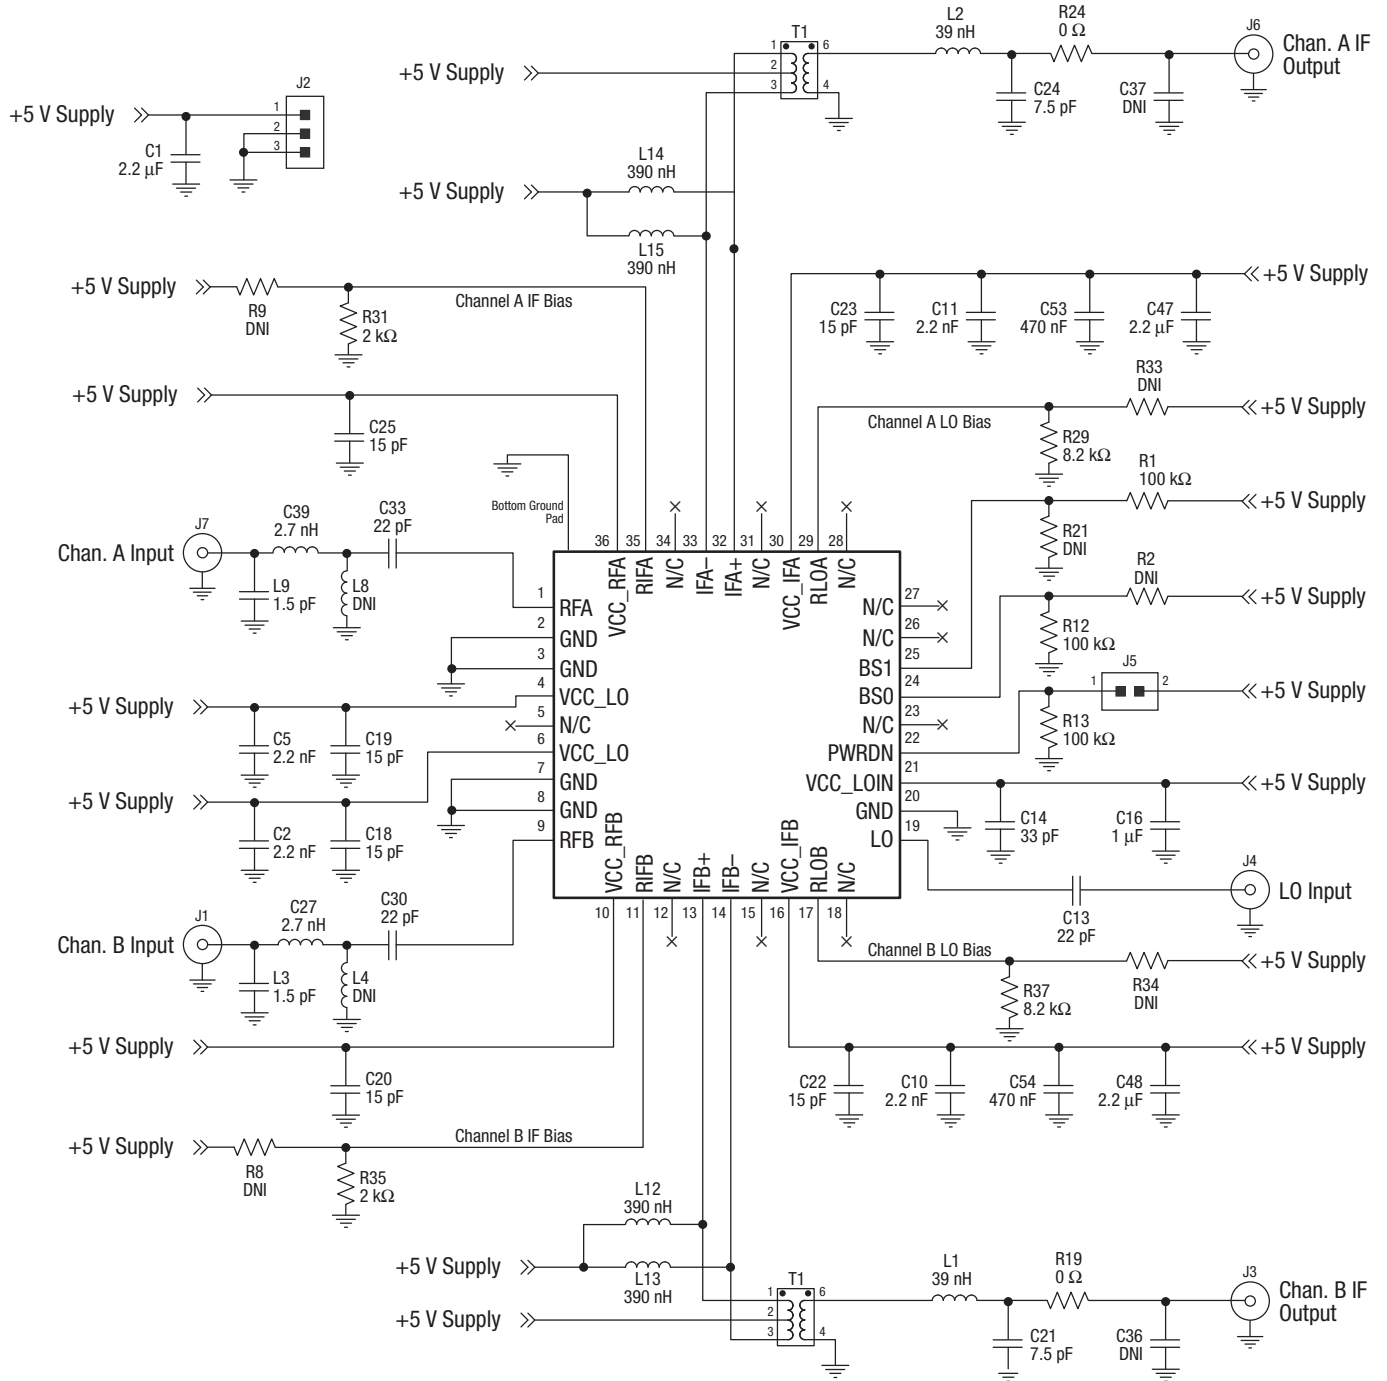 L2
39 nH
R24
0 Ω
J6
Chan. A IF
Output
T1
1
2
3
6
4
+5 V Supply
C24
7.5 pF
C37
DNI
J2
1
2
3
+5 V Supply
C1
2.2 μF
L14
390 nH
+5 V Supply
L15
390 nH
+5 V Supply
R9
DNI
R31
2 kΩ
Channel A IF Bias
+5 V Supply
C23
15 pF
C11
2.2 nF
C53
470 nF
C47
2.2 μF
+5 V Supply
C25
15 pF
R33
DNI
+5 V Supply
Channel A LO Bias
R29
8.2 kΩ
R1
100 kΩ
+5 V Supply
R21
DNI
R2
DNI
+5 V Supply
R12
100 kΩ
J5
1
2
+5 V Supply
R13
100 kΩ
Bottom Ground
Pad
J7
Chan. A Input
C39
2.7 nH
C33
22 pF
L9
1.5 pF
L8
DNI
36
35
34
33
32
31
30
29
28
VCC_RFA
RIFA
N/C
IFA–
IFA+
N/C
VCC_IFA
RLOA
N/C
1
RFA
2
GND
3
GND
4
VCC_LO
5
N/C
6
VCC_LO
7
GND
8
GND
9
RFB
27
N/C
26
N/C
25
BS1
24
BS0
23
N/C
22
PWRDN
21
VCC_LOIN
20
GND
19
LO
VCC_RFB
RIFB
N/C
IFB+
IFB–
N/C
VCC_IFB
RLOB
N/C
10
11
12
13
14
15
16
17
18
+5 V Supply
C5
2.2 nF
C19
15 pF
+5 V Supply
C2
2.2 nF
C18
15 pF
+5 V Supply
C14
33 pF
C16
1 μF
J4
LO Input
C13
22 pF
J1
Chan. B Input
C27
2.7 nH
C30
22 pF
L3
1.5 pF
L4
DNI
Channel B LO Bias
+5 V Supply
R37
8.2 kΩ
R34
DNI
+5 V Supply
C20
15 pF
+5 V Supply
C22
15 pF
C10
2.2 nF
C54
470 nF
C48
2.2 μF
+5 V Supply
R8
DNI
R35
2 kΩ
Channel B IF Bias
L12
390 nH
+5 V Supply
L13
390 nH
+5 V Supply
T1
1
2
3
6
4
L1
39 nH
R19
0 Ω
J3
Chan. B IF
Output
C21
7.5 pF
C36
DNI